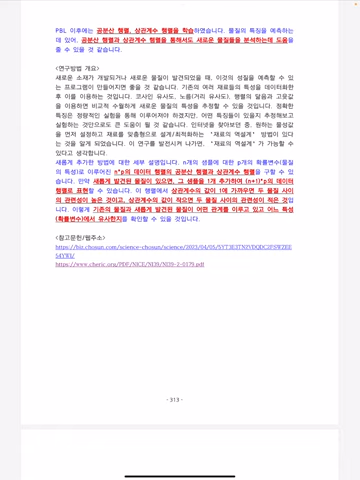 PBL 이후에는 공분산 행렬, 상관계수 행렬을 학습하였습니다. 물질의 특징을 예측하는
데 있어, 공분산 행렬과 상관계수 행렬을 통해서도 새로운 물질들을 분석하는데 도움을
줄 수 있을 것 같습니다.
<연구방법 개요>
새로운 소재가 개발되거나 새로운 물질이 발견되었을 때, 이것의 성질을 예측할 수 있
는 프로그램이 만들어지면 좋을 것 같습니다. 기존의 여러 재료들의 특성을 데이터화한
후 이를 이용하는 것입니다. 코사인 유사도, 노름(거리 유사도), 행렬의 닮음과 고윳값
을 이용하면 비교적 수월하게 새로운 물질의 특성을 추정할 수 있을 것입니다. 정확한
특징은 정량적인 실험을 통해 이루어져야 하겠지만, 어떤 특징들이 있을지 추정해보고
실험하는 것만으로도 큰 도움이 될 것 같습니다. 인터넷을 찾아보던 중, 원하는 물성값
을 먼저 설정하고 재료를 맞춤형으로 설계/최적화하는 "재료의 역설계" 방법이 있다
는 것을 알게 되었습니다. 이 연구를 발전시켜 나가면, "재료의 역설계"가 가능할 수
있다고 생각합니다.
새롭게 추가한 방법에 대한 세부 설명입니다. n개의 샘플에 대한 p개의 확률변수(물질
의 특성)로 이루어진 n*p의 데이터 행렬의 공분산 행렬과 상관계수 행렬을 구할 수 있
습니다. 만약 새롭게 발견된 물질이 있으면, 그 샘플을 1개 추가하여 (n+1)*p의 데이터
행렬로 표현할 수 있습니다. 이 행렬에서 상관계수의 값이 1에 가까우면 두 물질 사이
의 관련성이 높은 것이고, 상관계수의 값이 작으면 두 물질 사이의 관련성이 적은 것입
니다. 이렇게 기존의 물질과 새롭게 발견된 물질이 어떤 관계를 이루고 있고 어느 특성
(확률변수)에서 유사한지를 확인할 수 있을 것입니다.
<참고문헌/웹주소>
- 313 -